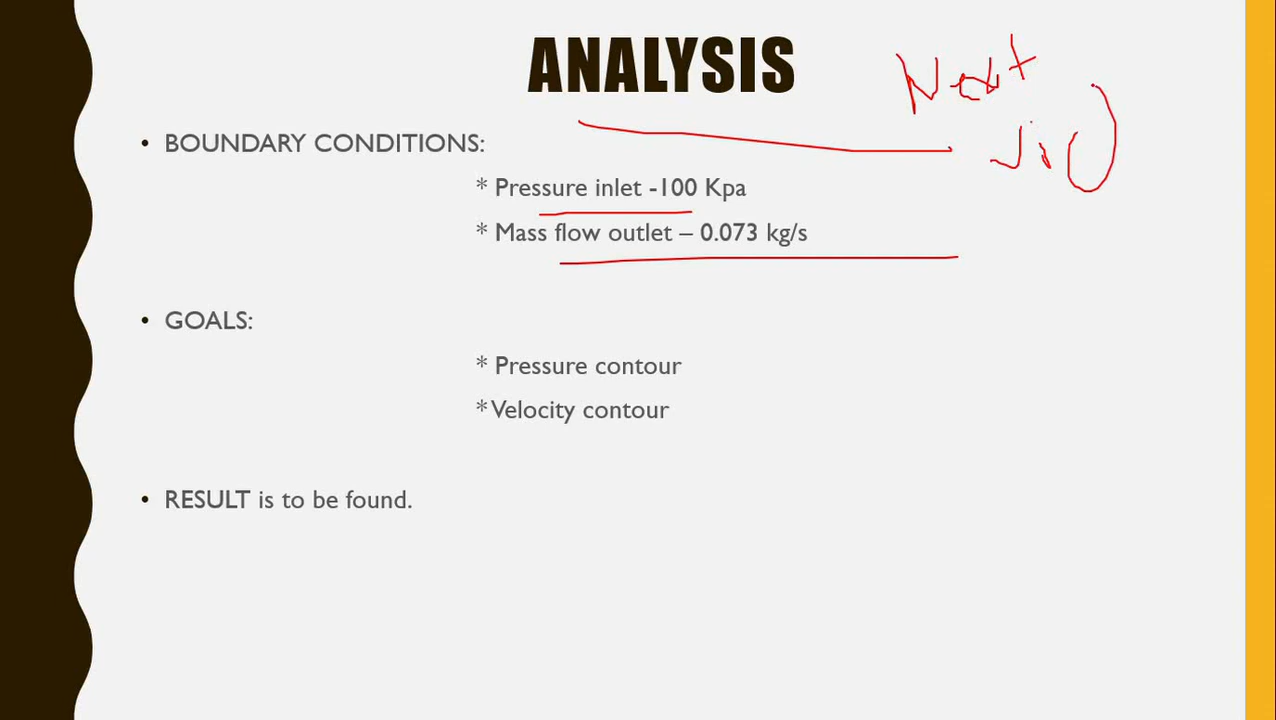 ANALYSIS
Next
• BOUNDARY CONDITIONS:
* Pressure inlet -100 Kpa
* Mass flow outlet – 0.073 kg/s
• GOALS:
* Pressure contour
*Velocity contour
• RESULT is to be found.